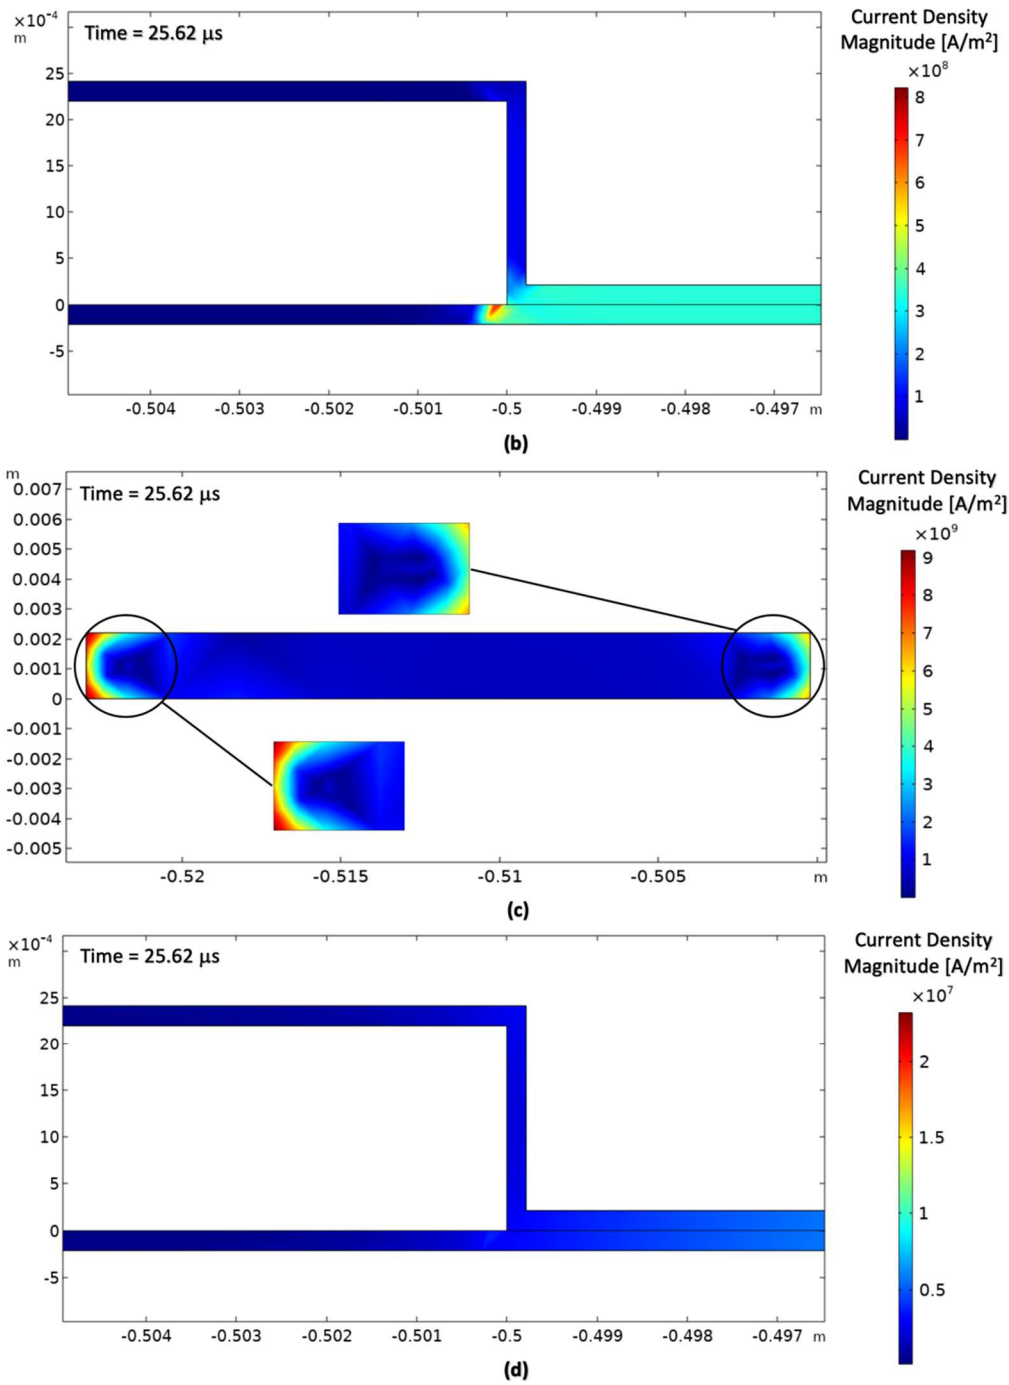 ×10⁻⁴
m
Time = 25.62 μs
Current Density
Magnitude [A/m²]
×10⁸
25
20
15
10
5
0
-5
-0.504 -0.503 -0.502 -0.501 -0.5 -0.499 -0.498 -0.497 m
8
7
6
5
4
3
2
1
(b)
m
Time = 25.62 μs
Current Density
Magnitude [A/m²]
×10⁹
0.007
0.006
0.005
0.004
0.003
0.002
0.001
0
-0.001
-0.002
-0.003
-0.004
-0.005
-0.52 -0.515 -0.51 -0.505 m
9
8
7
6
5
4
3
2
1
(c)
×10⁻⁴
m
Time = 25.62 μs
Current Density
Magnitude [A/m²]
×10⁷
25
20
15
10
5
0
-5
-0.504 -0.503 -0.502 -0.501 -0.5 -0.499 -0.498 -0.497 m
2
1.5
1
0.5
(d)